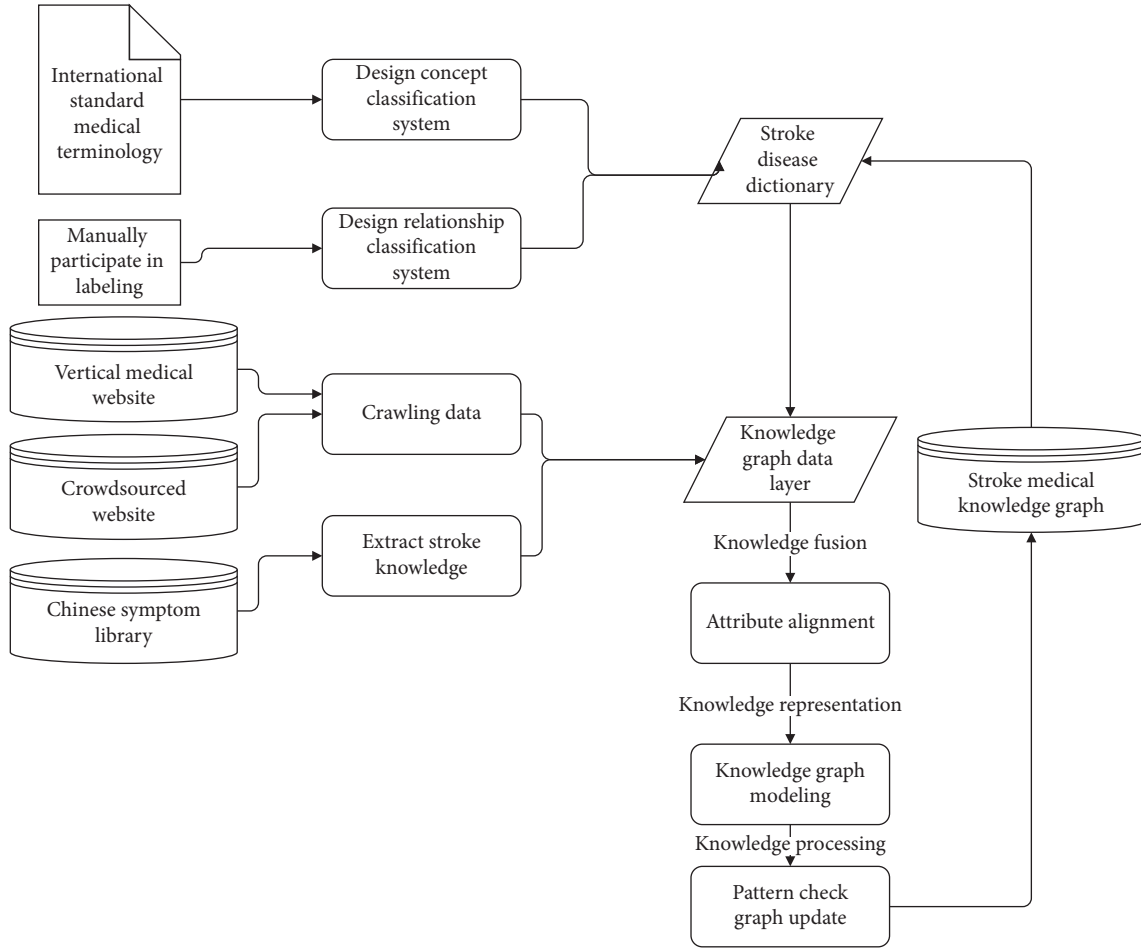 International
standard
medical
terminology
Design concept
classification
system
Stroke
disease
dictionary
Manually
participate in
labeling
Design relationship
classification
system
Vertical medical
website
Crawling data
Crowdsourced
website
Extract stroke
knowledge
Chinese symptom
library
Knowledge
graph data
layer
Stroke medical
knowledge graph
Knowledge fusion
Attribute alignment
Knowledge representation
Knowledge graph
modeling
Knowledge processing
Pattern check
graph update